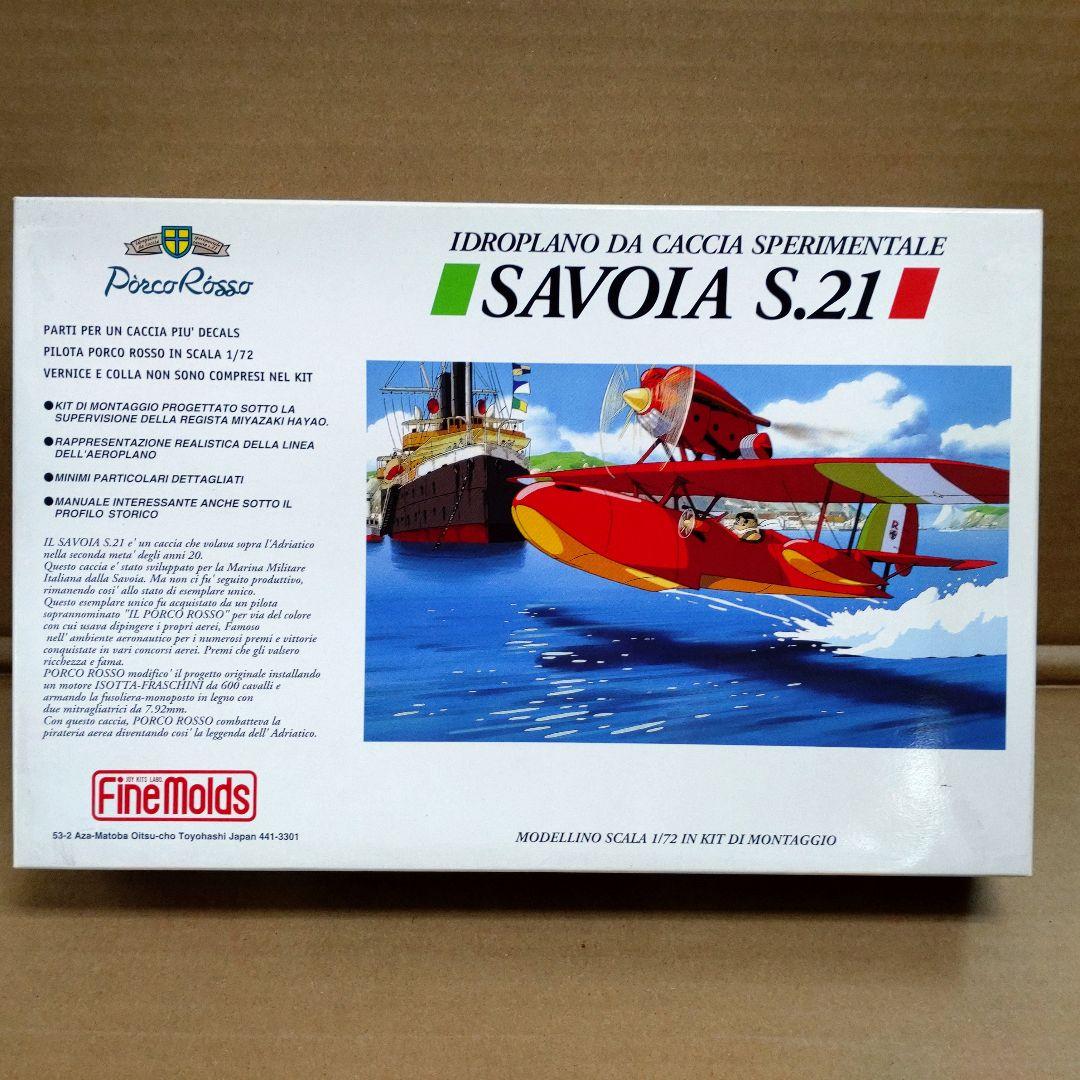 Pòrco Rósso
IDROPLANO DA CACCIA SPERIMENTALE
SAVOIA S.21
PARTI PER UN CACCIA PIU' DECALS
PILOTA PORCO ROSSO IN SCALA 1/72
VERNICE E COLLA NON SONO COMPRESI NEL KIT
●KIT DI MONTAGGIO PROGETTATO SOTTO LA
SUPERVISIONE DELLA REGISTA MIYAZAKI HAYAO.
●RAPPRESENTAZIONE REALISTICA DELLA LINEA
DELL'AEROPLANO
●MINIMI PARTICOLARI DETTAGLIATI
●MANUALE INTERESSANTE ANCHE SOTTO IL
PROFILO STORICO
IL SAVOIA S.21 e' un caccia che volava sopra l'Adriatico
nella seconda meta' degli anni 20.
Questo caccia e' stato sviluppato per la Marina Militare
Italiana dalla Savoia. Ma non ci fu' seguito produttivo,
rimanendo cosi' allo stato di esemplare unico.
Questo esemplare unico fu acquistato da un pilota
soprannominato "IL PORCO ROSSO" per via del colore
con cui usava dipingere i propri aerei, Famoso
nell' ambiente aeronautico per i numerosi premi e vittorie
conquistate in vari concorsi aerei. Premi che gli valsero
ricchezza e fama.
PORCO ROSSO modifico' il progetto originale installando
un motore ISOTTA-FRASCHINI da 600 cavalli e
armando la fusoliera-monoposto in legno con
due mitragliatrici da 7.92mm.
Con questo caccia, PORCO ROSSO combatteva la
pirateria aerea diventando cosi' la leggenda dell' Adriatico.
JOY KITS LABO.
FineMolds
53-2 Aza-Matoba Oitsu-cho Toyohashi Japan 441-3301
MODELLINO SCALA 1/72 IN KIT DI MONTAGGIO
R